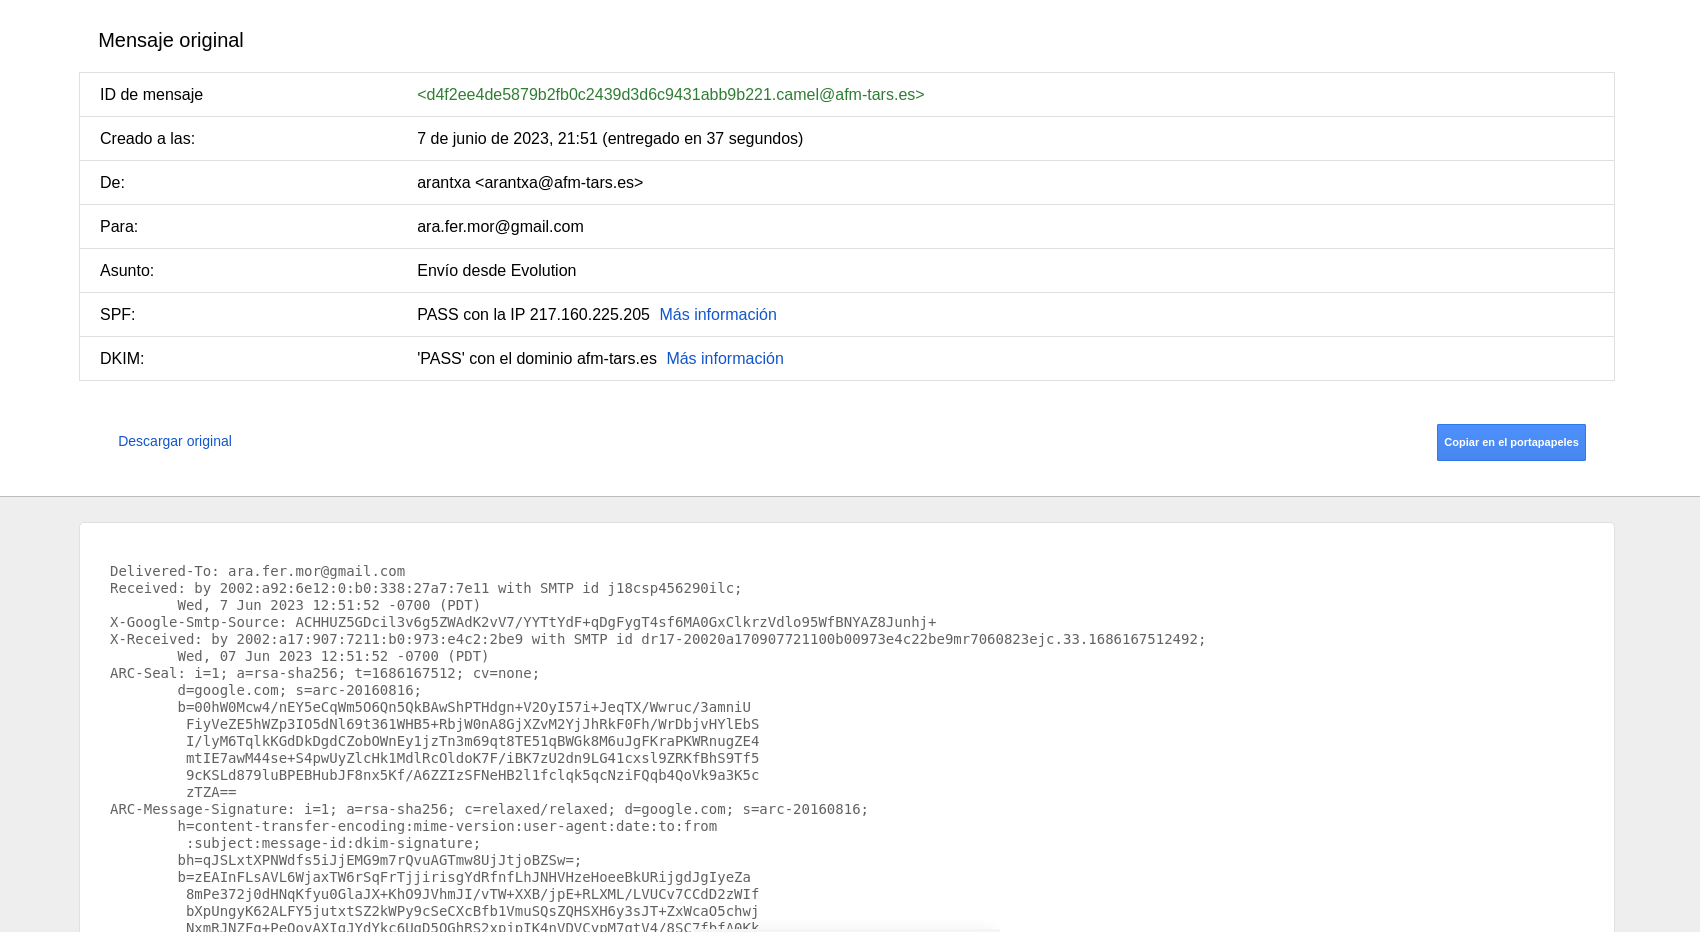 Mensaje original
ID de mensaje <d4f2ee4de5879b2fb0c2439d3d6c9431abb9b221.camel@afm-tars.es>
Creado a las: 7 de junio de 2023, 21:51 (entregado en 37 segundos)
De: arantxa <arantxa@afm-tars.es>
Para: ara.fer.mor@gmail.com
Asunto: Envío desde Evolution
SPF: PASS con la IP 217.160.225.205 Más información
DKIM: 'PASS' con el dominio afm-tars.es Más información
Descargar original Copiar en el portapapeles
Delivered-To: ara.fer.mor@gmail.com
Received: by 2002:a92:6e12:0:b0:338:27a7:7e11 with SMTP id j18csp456290ilc;
Wed, 7 Jun 2023 12:51:52 -0700 (PDT)
X-Google-Smtp-Source: ACHHUZ5GDcil3v6g5ZWAdK2vV7/YYTtYdF+qDgFygT4sf6MA0GxClkrzVdlo95WfBNYAZ8Junhj+
X-Received: by 2002:a17:907:7211:b0:973:e4c2:2be9 with SMTP id dr17-20020a170907721100b00973e4c22be9mr7060823ejc.33.1686167512492;
Wed, 07 Jun 2023 12:51:52 -0700 (PDT)
ARC-Seal: i=1; a=rsa-sha256; t=1686167512; cv=none;
d=google.com; s=arc-20160816;
b=00hW0Mcw4/nEY5eCqWm5O6Qn5QkBAwShPTHdgn+V2OyI57i+JeqTX/Wwruc/3amniU
FiyVeZE5hWZp3IO5dNl69t361WHB5+RbjW0nA8GjXZvM2YjJhRkF0Fh/WrDbjvHYlEbS
I/lyM6TqlkKGdDkDgdCZobOWnEy1jzTn3m69qt8TE51qBWGk8M6uJgFKraPKWRnugZE4
mtIE7awM44se+S4pwUyZlcHk1MdlRcOldoK7F/iBK7zU2dn9LG41cxsl9ZRKfBhS9Tf5
9cKSLd879luBPEBHubJF8nx5Kf/A6ZZIzSFNeHB2l1fclqk5qcNziFQqb4QoVk9a3K5c
zTZA==
ARC-Message-Signature: i=1; a=rsa-sha256; c=relaxed/relaxed; d=google.com; s=arc-20160816;
h=content-transfer-encoding:mime-version:user-agent:date:to:from
:subject:message-id:dkim-signature;
bh=qJSLxtXPNWdfs5iJjEMG9m7rQvuAGTmw8UjJtjoBZSw=;
b=zEAInFLsAVL6WjaxTW6rSqFrTjjirisgYdRfnfLhJNHVHzeHoeeBkURijgdJgIyeZa
8mPe372j0dHNqKfyu0GlaJX+KhO9JVhmJI/vTW+XXB/jpE+RLXML/LVUCv7CCdD2zWIf
bXpUngyK62ALFY5jutxtSZ2kWPy9cSeCXcBfb1VmuSQsZQHSXH6y3sJT+ZxWcaO5chwj